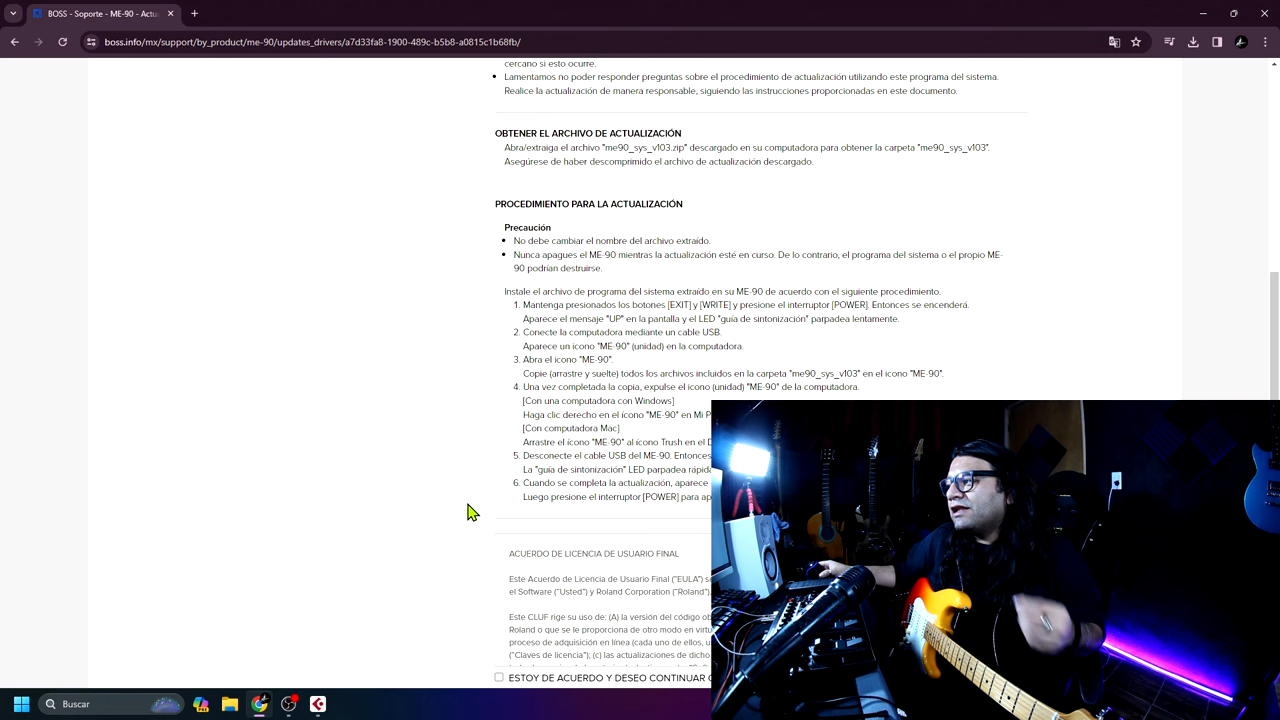 BOSS - Soporte - ME-90 - Actu
boss.info/mx/support/by_product/me-90/updates_drivers/a7d33fa8-1900-489c-b5b8-a0815c1b68fb/
cercano si esto ocurre.
Lamentamos no poder responder preguntas sobre el procedimiento de actualización utilizando este programa del sistema.
Realice la actualización de manera responsable, siguiendo las instrucciones proporcionadas en este documento.
OBTENER EL ARCHIVO DE ACTUALIZACIÓN
Abra/extraiga el archivo "me90_sys_v103.zip" descargado en su computadora para obtener la carpeta "me90_sys_v103".
Asegúrese de haber descomprimido el archivo de actualización descargado.
PROCEDIMIENTO PARA LA ACTUALIZACIÓN
Precaución
No debe cambiar el nombre del archivo extraído.
Nunca apagues el ME-90 mientras la actualización esté en curso. De lo contrario, el programa del sistema o el propio ME-
90 podrían destruirse.
Instale el archivo de programa del sistema extraído en su ME-90 de acuerdo con el siguiente procedimiento.
1. Mantenga presionados los botones [EXIT] y [WRITE] y presione el interruptor [POWER]. Entonces se encenderá.
Aparece el mensaje "UP" en la pantalla y el LED "guía de sintonización" parpadea lentamente.
2. Conecte la computadora mediante un cable USB.
Aparece un icono "ME-90" (unidad) en la computadora.
3. Abra el icono "ME-90".
Copie (arrastre y suelte) todos los archivos incluidos en la carpeta "me90_sys_v103" en el icono "ME-90".
4. Una vez completada la copia, expulse el icono (unidad) "ME-90" de la computadora.
[Con una computadora con Windows]
Haga clic derecho en el ícono "ME-90" en Mi P
[Con computadora Mac]
Arrastre el ícono "ME-90" al ícono Trush en el D
5. Desconecte el cable USB del ME-90. Entonces
La "guía de sintonización" LED parpadea rápida
6. Cuando se completa la actualización, aparece
Luego presione el interruptor [POWER] para ap
ACUERDO DE LICENCIA DE USUARIO FINAL
Este Acuerdo de Licencia de Usuario Final ("EULA") se
el Software ("Usted") y Roland Corporation ("Roland").
Este CLUF rige su uso de: (A) la versión del código ob
Roland o que se le proporciona de otro modo en virtu
proceso de adquisición en línea (cada uno de ellos, u
("Claves de licencia"); (c) las actualizaciones de dicho
ESTOY DE ACUERDO Y DESEO CONTINUAR C
Buscar